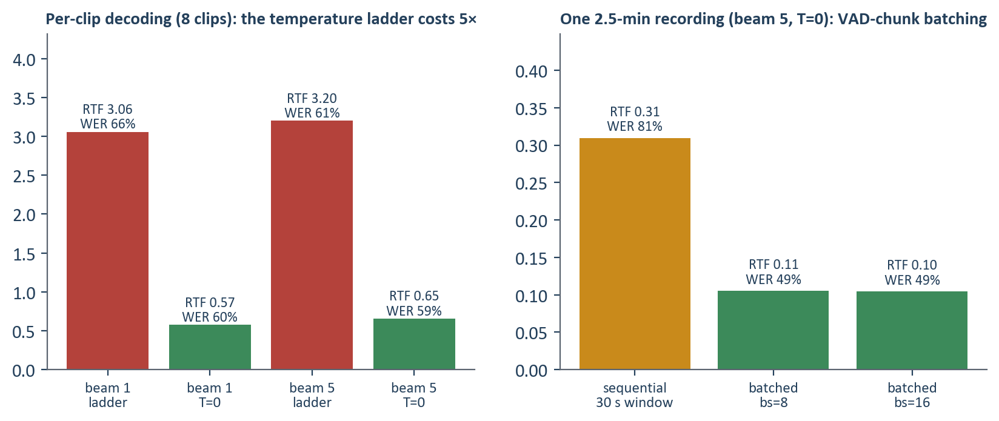 Per-clip decoding (8 clips): the temperature ladder costs 5×
4.0
3.5
3.0
2.5
2.0
1.5
1.0
0.5
0.0
RTF 3.06
WER 66%
RTF 0.57
WER 60%
RTF 3.20
WER 61%
RTF 0.65
WER 59%
beam 1
ladder
beam 1
T=0
beam 5
ladder
beam 5
T=0
One 2.5-min recording (beam 5, T=0): VAD-chunk batching
0.40
0.35
0.30
0.25
0.20
0.15
0.10
0.05
0.00
RTF 0.31
WER 81%
RTF 0.11
WER 49%
RTF 0.10
WER 49%
sequential
30 s window
batched
bs=8
batched
bs=16